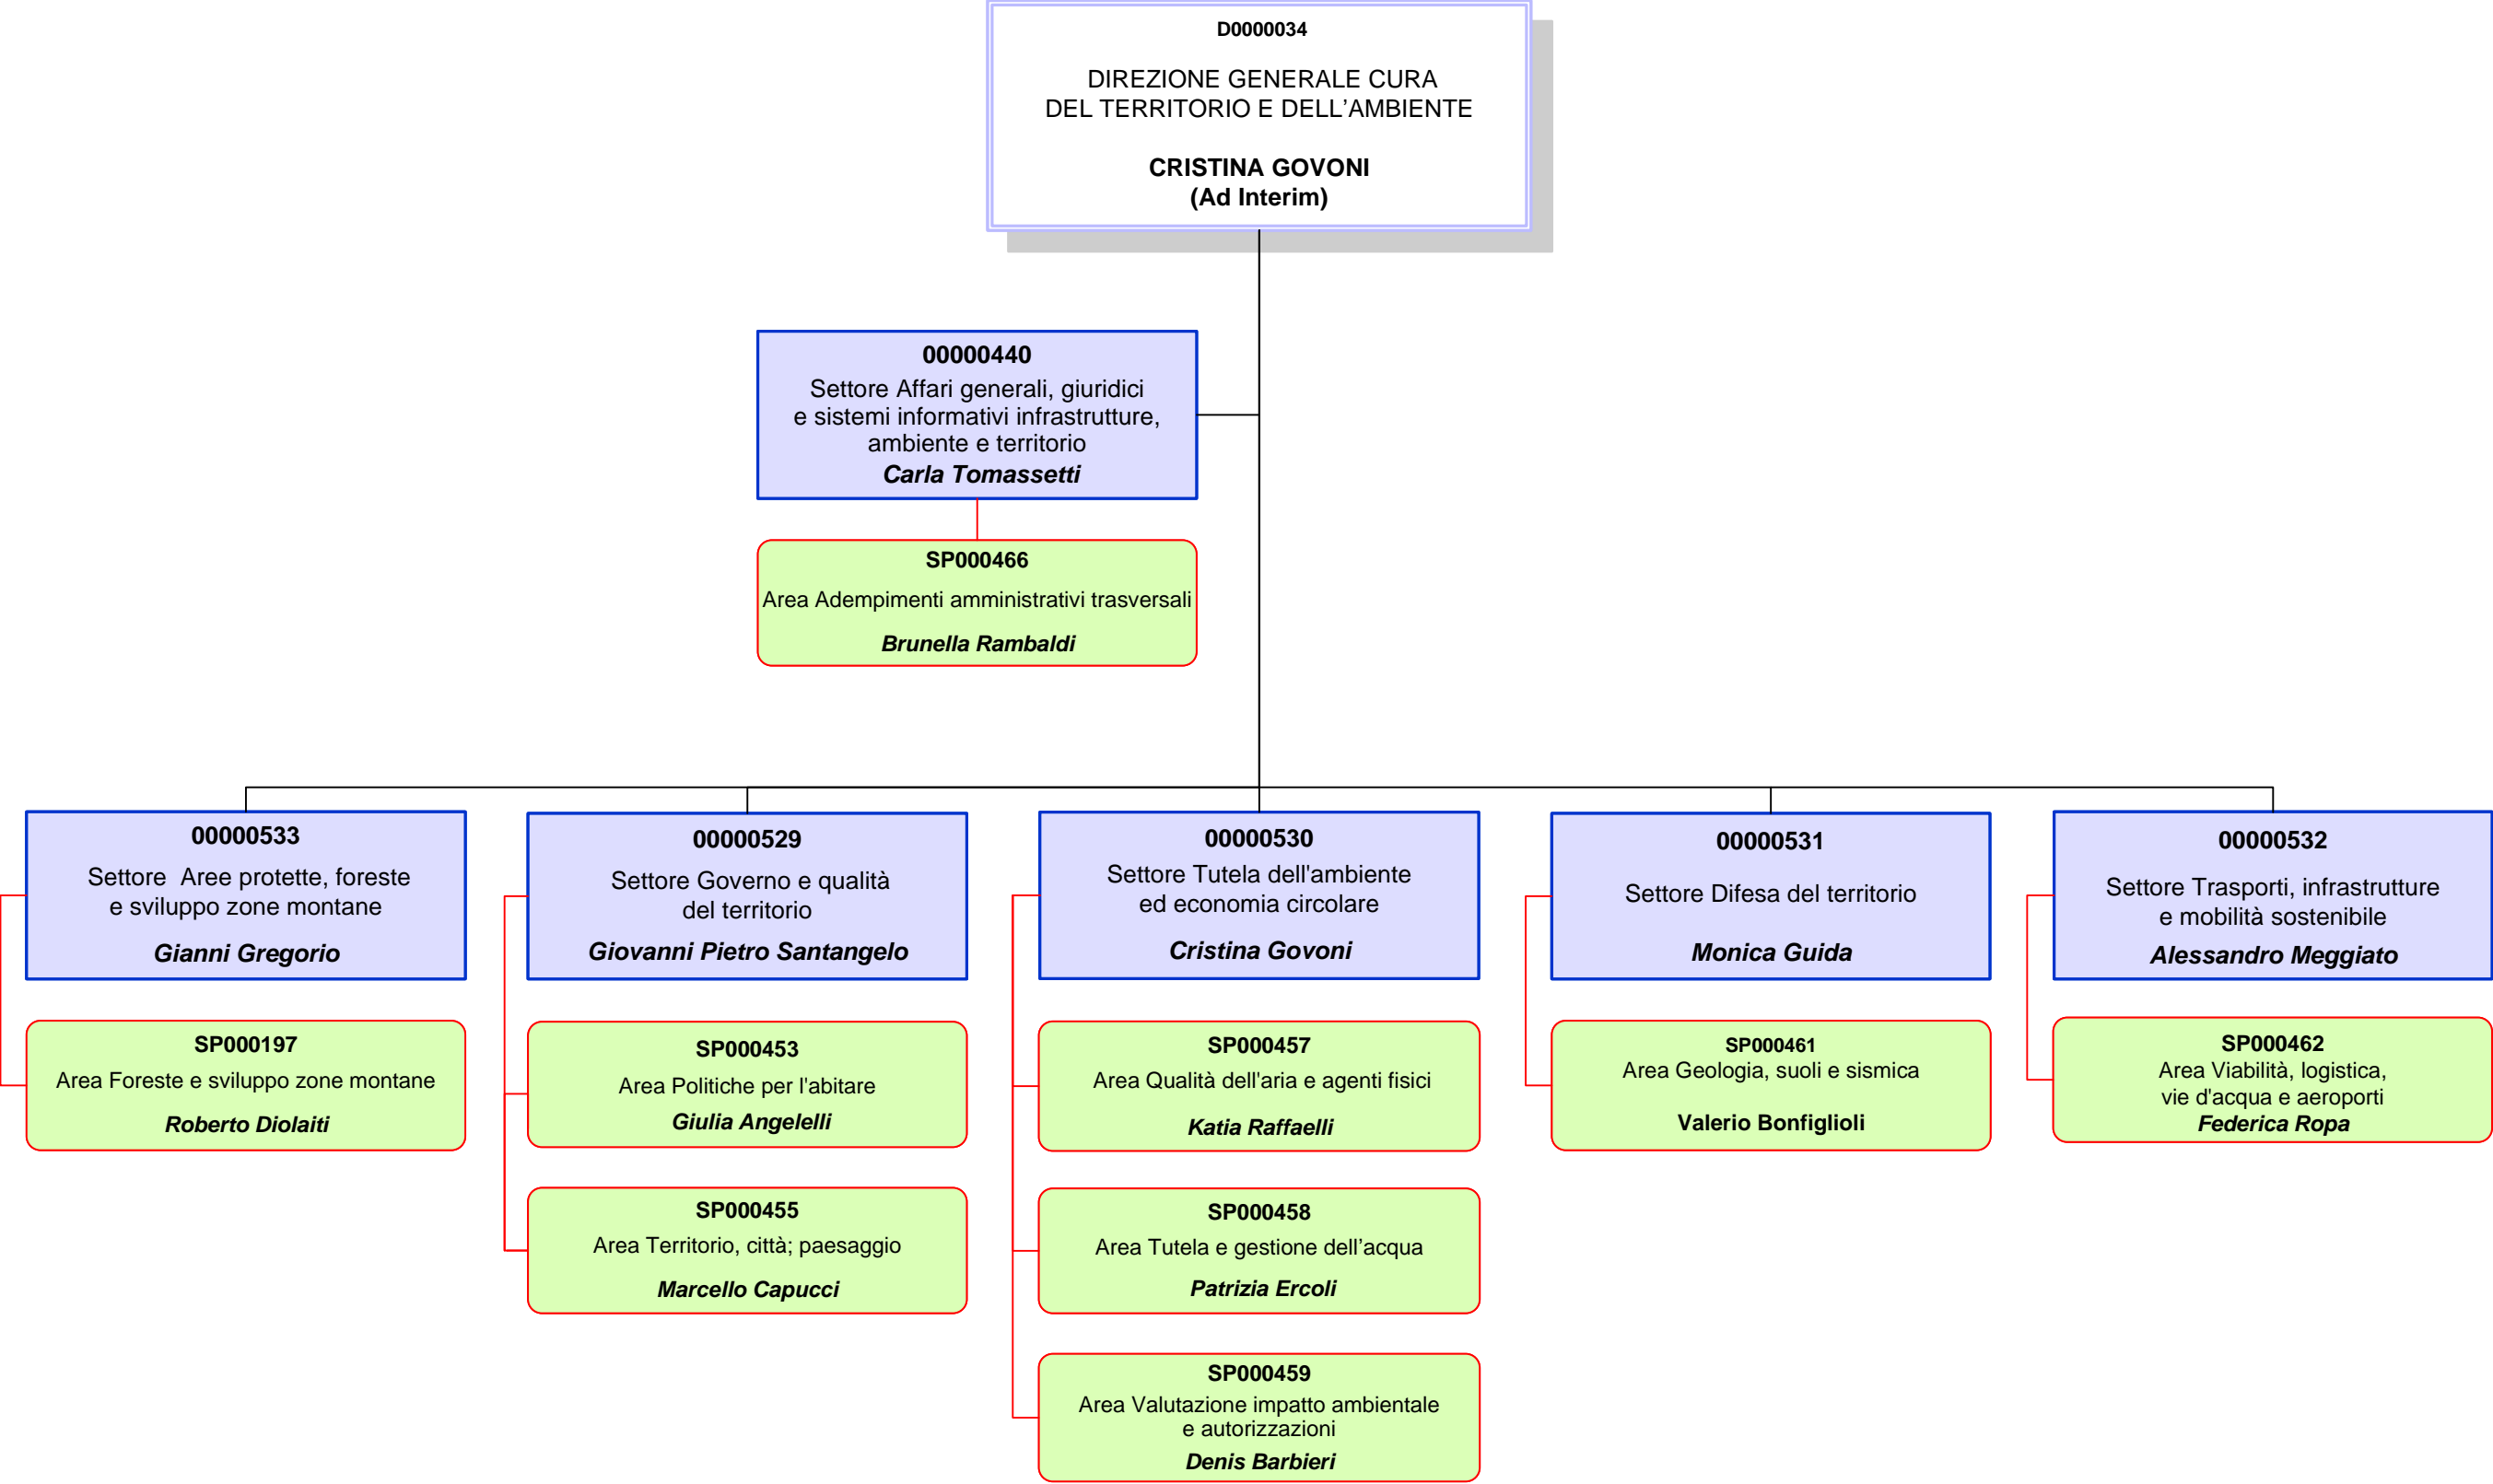 D0000034
DIREZIONE GENERALE CURA
DEL TERRITORIO E DELL’AMBIENTE
CRISTINA GOVONI
(Ad Interim)
00000440
Settore Affari generali, giuridici
e sistemi informativi infrastrutture,
ambiente e territorio
Carla Tomassetti
SP000466
Area Adempimenti amministrativi trasversali
Brunella Rambaldi
00000533
Settore Aree protette, foreste
e sviluppo zone montane
Gianni Gregorio
SP000197
Area Foreste e sviluppo zone montane
Roberto Diolaiti
00000529
Settore Governo e qualità
del territorio
Giovanni Pietro Santangelo
SP000453
Area Politiche per l'abitare
Giulia Angelelli
SP000455
Area Territorio, città; paesaggio
Marcello Capucci
00000530
Settore Tutela dell'ambiente
ed economia circolare
Cristina Govoni
SP000457
Area Qualità dell'aria e agenti fisici
Katia Raffaelli
SP000458
Area Tutela e gestione dell’acqua
Patrizia Ercoli
SP000459
Area Valutazione impatto ambientale
e autorizzazioni
Denis Barbieri
00000531
Settore Difesa del territorio
Monica Guida
SP000461
Area Geologia, suoli e sismica
Valerio Bonfiglioli
00000532
Settore Trasporti, infrastrutture
e mobilità sostenibile
Alessandro Meggiato
SP000462
Area Viabilità, logistica,
vie d'acqua e aeroporti
Federica Ropa